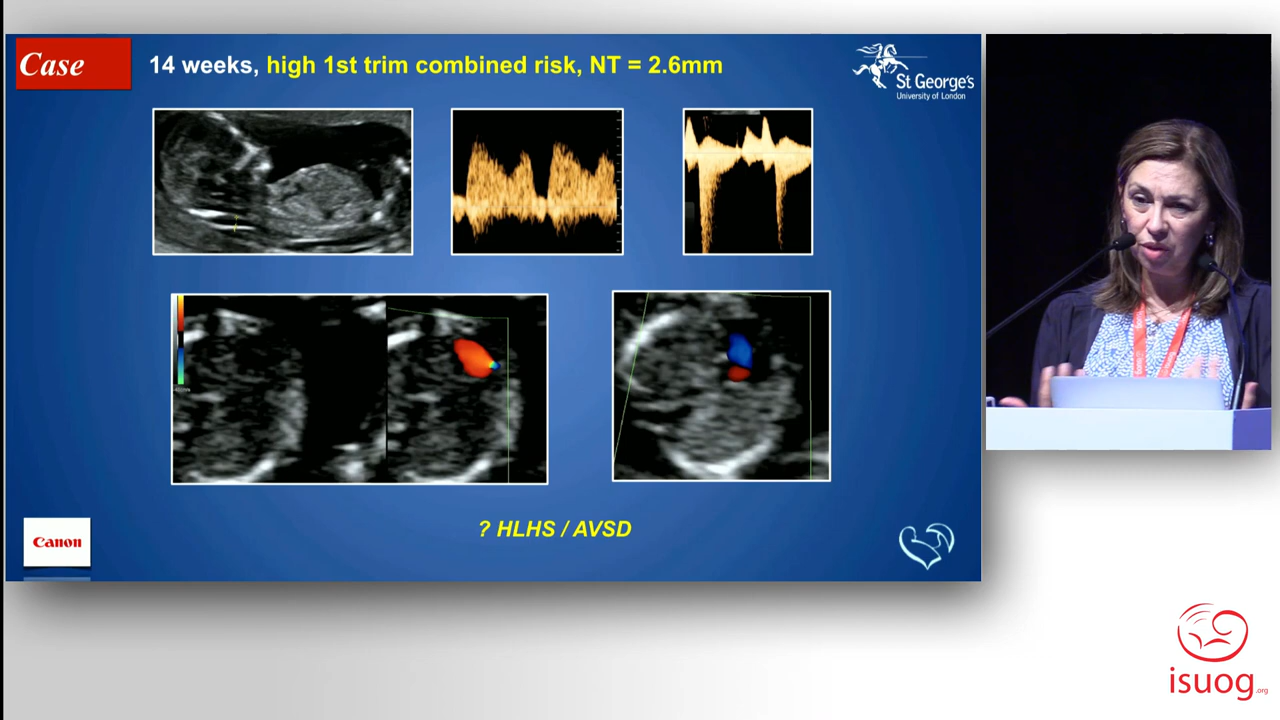 Case
14 weeks, high 1st trim combined risk, NT = 2.6mm
St George's
University of London
? HLHS / AVSD
Canon
isuog.org